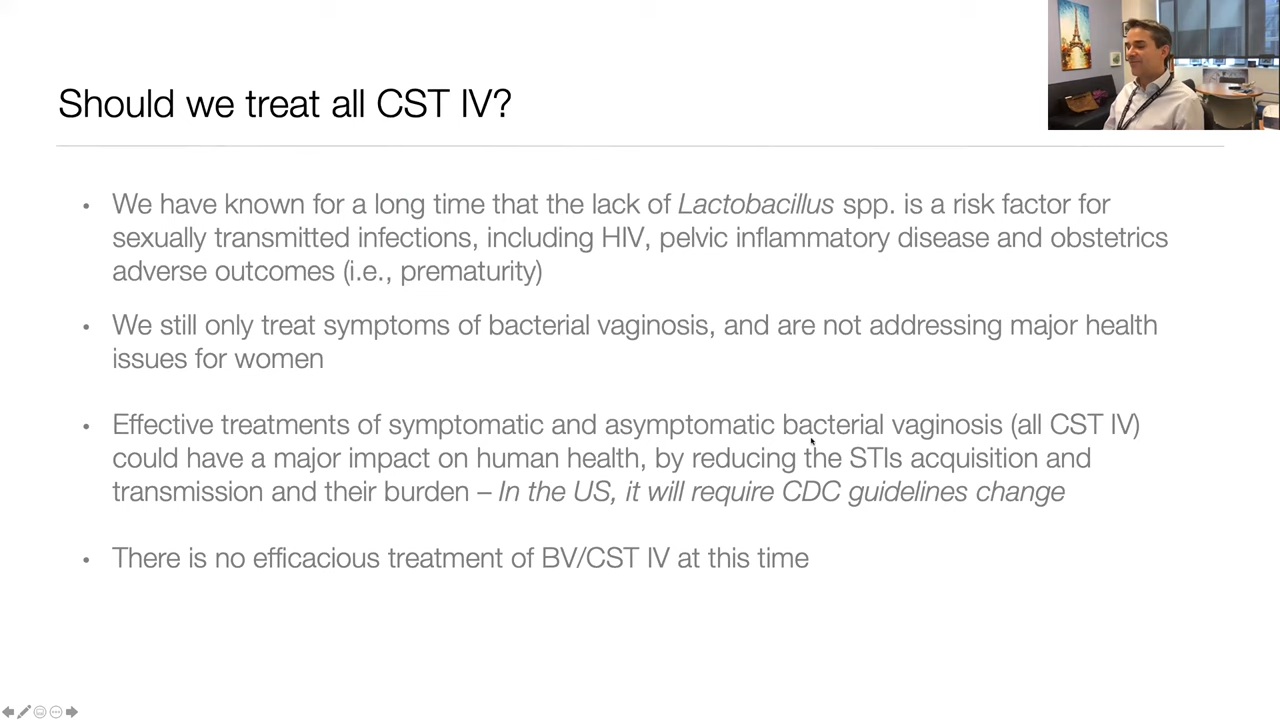 Should we treat all CST IV?
• We have known for a long time that the lack of Lactobacillus spp. is a risk factor for
sexually transmitted infections, including HIV, pelvic inflammatory disease and obstetrics
adverse outcomes (i.e., prematurity)
• We still only treat symptoms of bacterial vaginosis, and are not addressing major health
issues for women
• Effective treatments of symptomatic and asymptomatic bacterial vaginosis (all CST IV)
could have a major impact on human health, by reducing the STIs acquisition and
transmission and their burden – In the US, it will require CDC guidelines change
• There is no efficacious treatment of BV/CST IV at this time